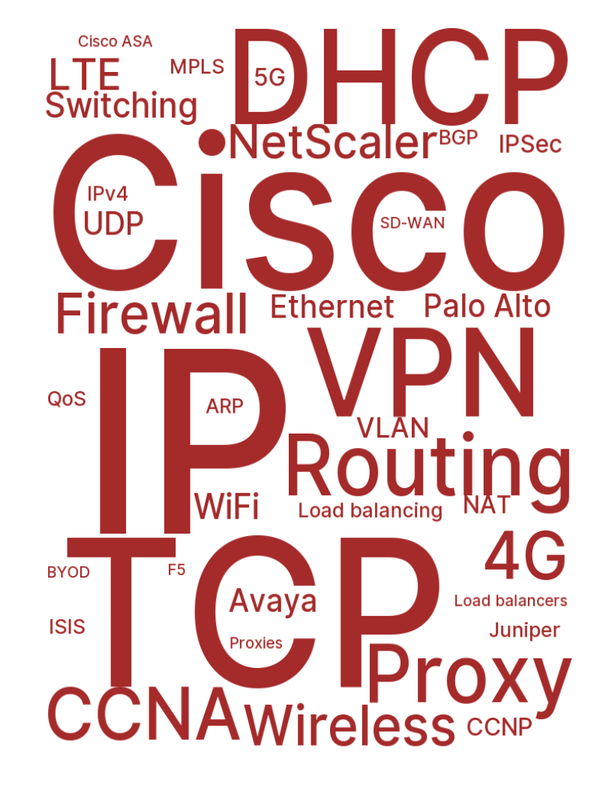 Cisco ASA
LTE
MPLS
5G
DHCP
Switching
NetScaler
BGP
IPSec
Cisco
IPv4
UDP
SD-WAN
Firewall
Ethernet
Palo Alto
VPN
IP
QoS
ARP
VLAN
Routing
WiFi
Load balancing
NAT
TCP
4G
BYOD
F5
Avaya
Load balancers
ISIS
Proxies
Juniper
Proxy
CCNA
Wireless
CCNP